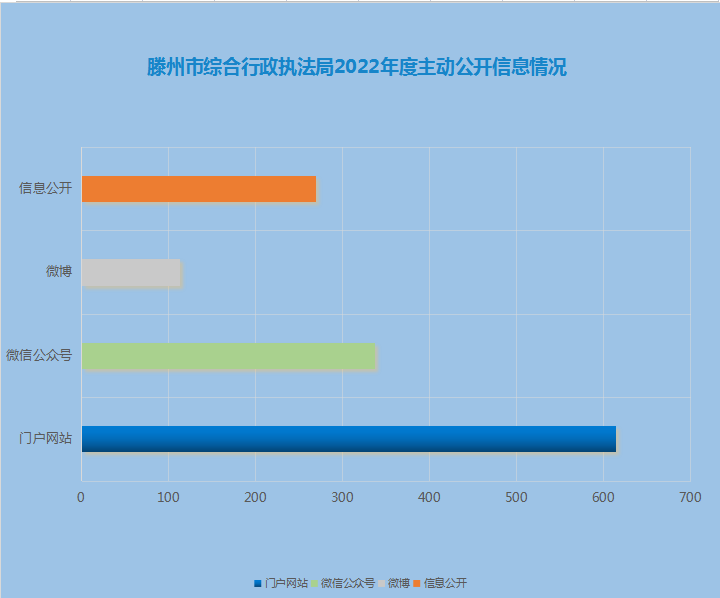 滕州市综合行政执法局2022年度主动公开信息情况
信息公开
微博
微信公众号
门户网站
0 100 200 300 400 500 600 700
门户网站 微信公众号 微博 信息公开